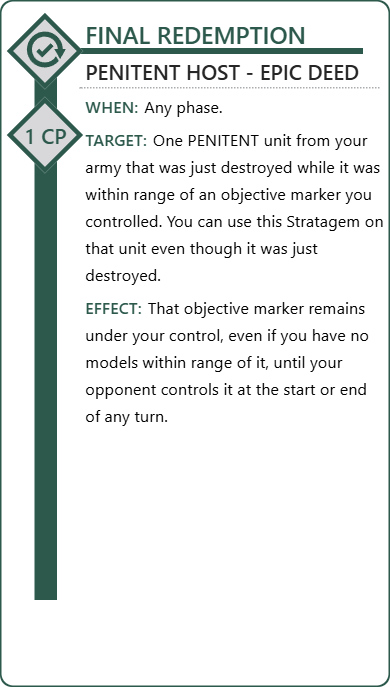 FINAL REDEMPTION
PENITENT HOST - EPIC DEED
1 CP
WHEN: Any phase.
TARGET: One PENITENT unit from your
army that was just destroyed while it was
within range of an objective marker you
controlled. You can use this Stratagem on
that unit even though it was just
destroyed.
EFFECT: That objective marker remains
under your control, even if you have no
models within range of it, until your
opponent controls it at the start or end
of any turn.